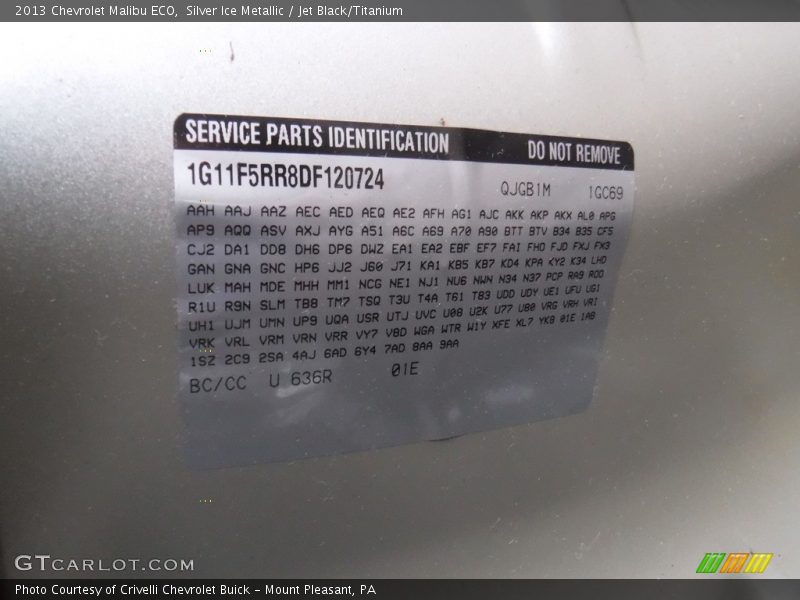 2013 Chevrolet Malibu ECO, Silver Ice Metallic / Jet Black/Titanium
SERVICE PARTS IDENTIFICATION DO NOT REMOVE
1G11F5RR8DF120724 QJGB1M 1GC69
AAH AAJ AAZ AEC AED AEQ AE2 AFH AG1 AJC AKK AKP AKX AL0 APG
AP9 AQQ ASV AXJ AYG A51 A6C A69 A70 A90 BTT BTV B34 B35 CF5
CJ2 DA1 DD8 DH6 DP6 DWZ EA1 EA2 EBF EF7 FAI FHO FJD FXJ FX3
GAN GNA GNC HP6 JJ2 J60 J71 KA1 KB5 KB7 KD4 KPA KY2 K34 LHD
LUK MAH MDE MHH MM1 NCG NE1 NJ1 NU6 NWN N34 N37 PCP RA9 ROD
R1U R9N SLM TB8 TM7 TSQ T3U T4A T61 T83 UDD UDY UE1 UFU UG1
UH1 UJM UMN UP9 UQA USR UTJ UVC U08 U2K U77 U80 VRG VRH VRI
VRK VRL VRM VRN VRR VY7 V8D WGA WTR W1Y XFE XL7 YK8 01E 1A6
1SZ 2C9 2SA 4AJ 6AD 6Y4 7AD 8AA 9AA
BC/CC U 636R 01E
GTCARLOT.COM
Photo Courtesy of Crivelli Chevrolet Buick - Mount Pleasant, PA